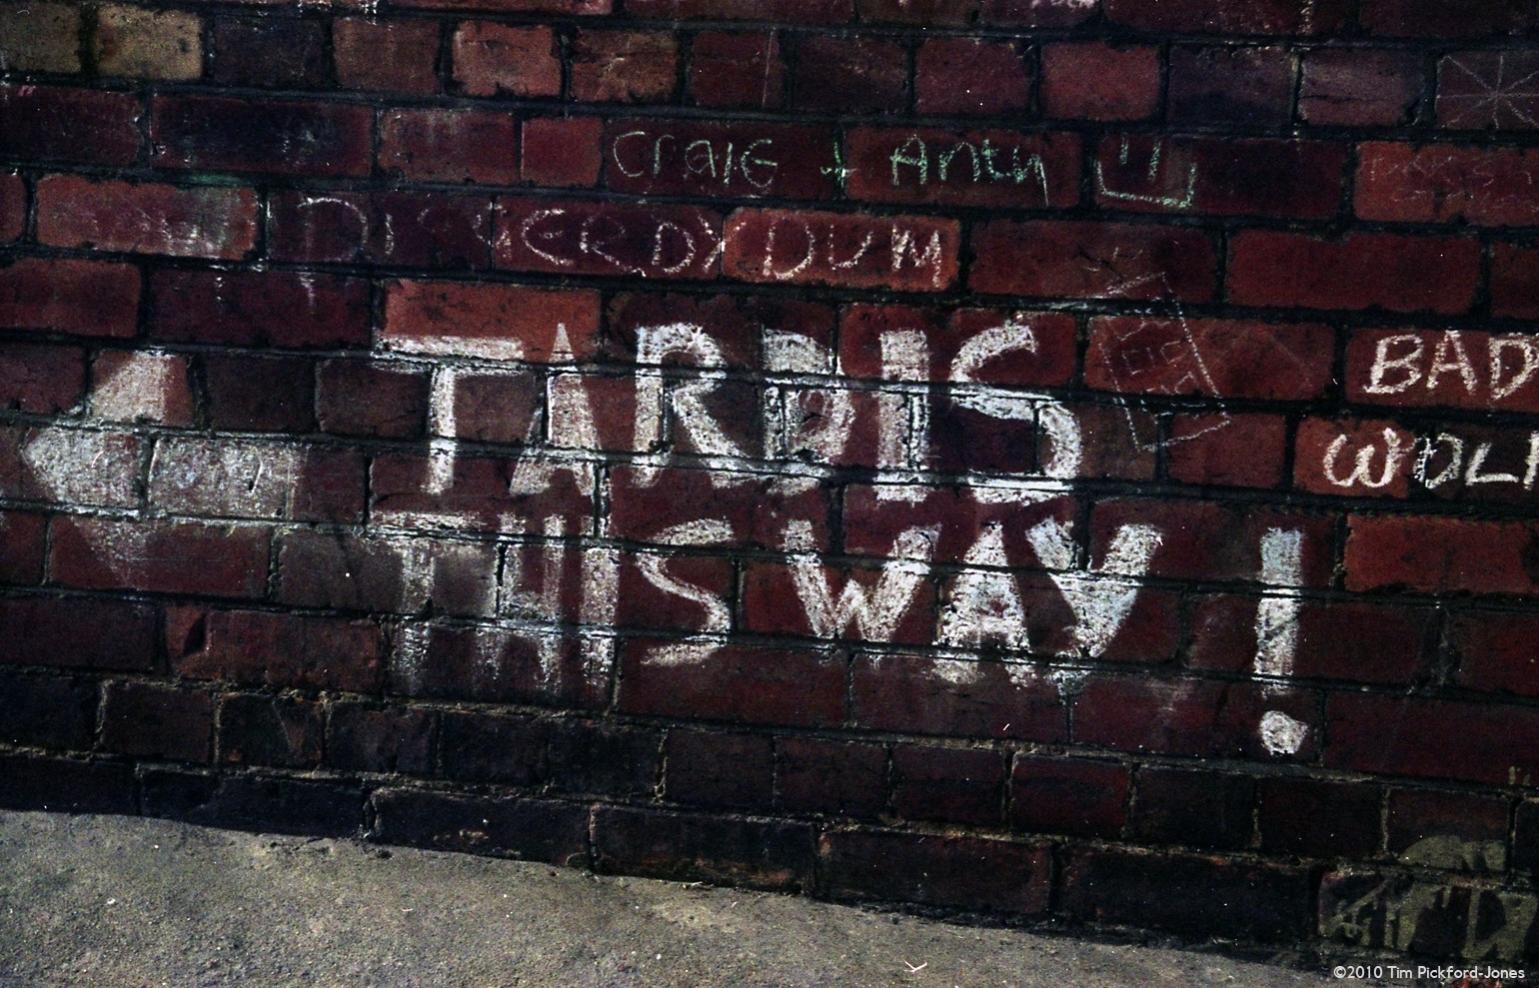 CraIG + Anty
DUM
TARDIS
BAD
WOL
THIS WAY !
©2010 Tim Pickford-Jones